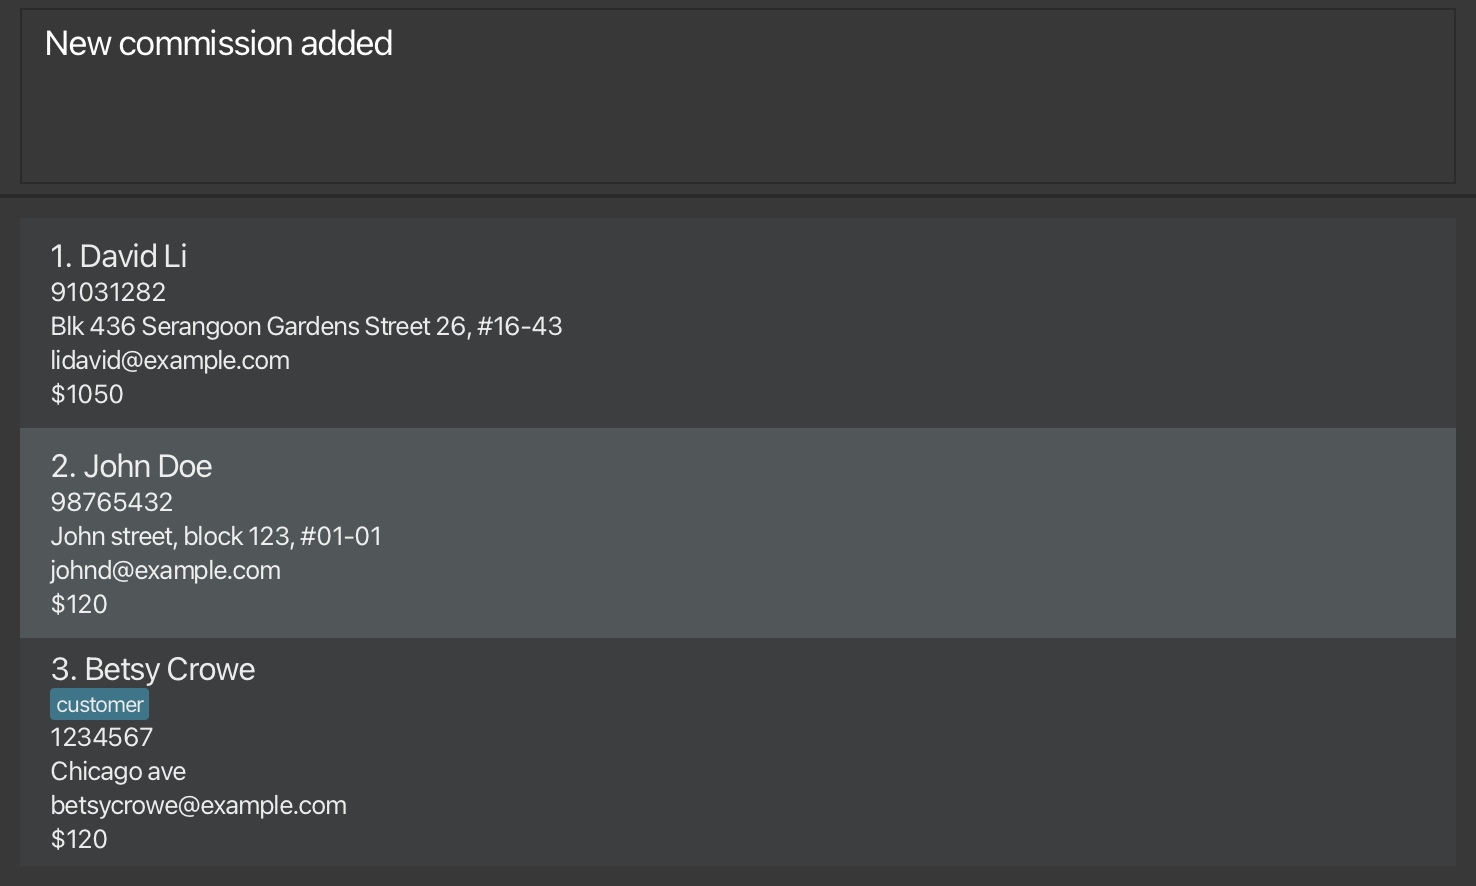 New commission added
1. David Li
91031282
Blk 436 Serangoon Gardens Street 26, #16-43
lidavid@example.com
$1050
2. John Doe
98765432
John street, block 123, #01-01
johnd@example.com
$120
3. Betsy Crowe
customer
1234567
Chicago ave
betsycrowe@example.com
$120